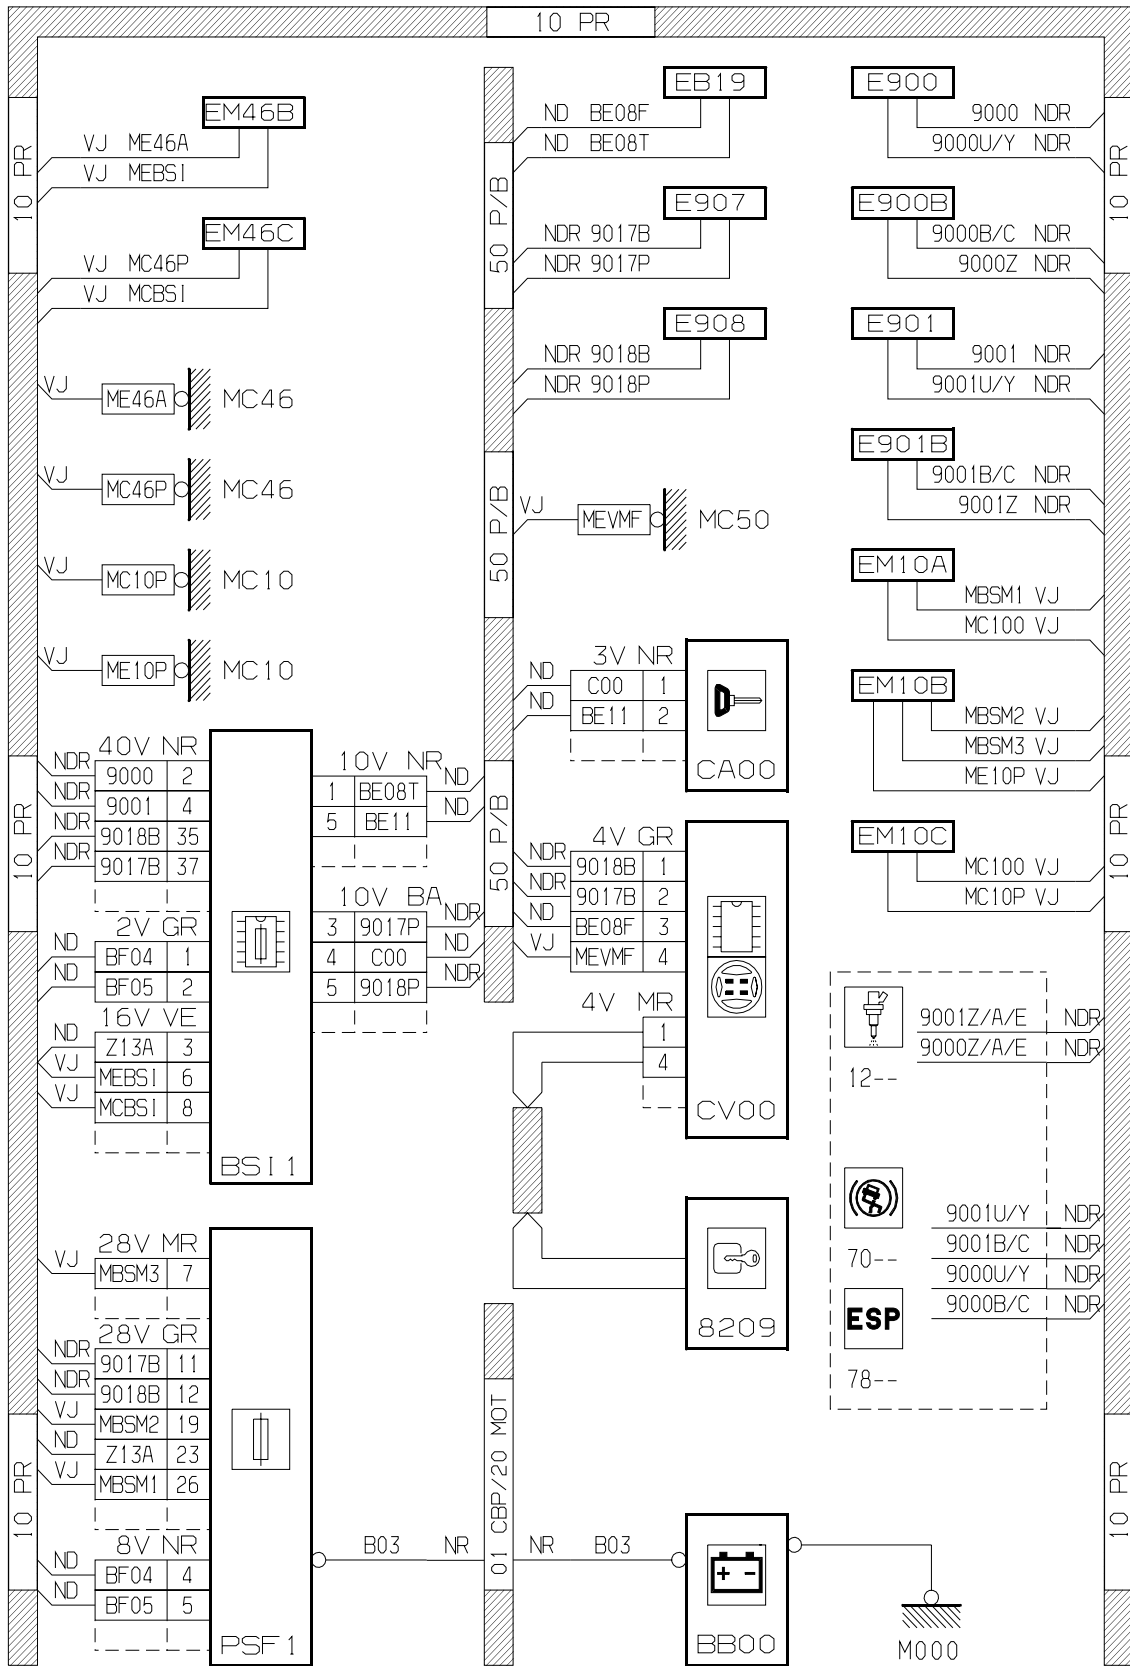 10 PR
EM46B
VJ ME46A
VJ MEBSI
EM46C
VJ MC46P
VJ MCBSI
10 PR
VJ ME46A MC46
VJ MC46P MC46
VJ MC10P MC10
VJ ME10P MC10
40V NR
NDR 9000 2
NDR 9001 4
NDR 9018B 35
NDR 9017B 37
10 PR
2V GR
ND BF04 1
ND BF05 2
16V VE
ND Z13A 3
VJ MEBSI 6
VJ MCBSI 8
BSI1
10V NR
1 BE08T ND
5 BE11 ND
10V BA
3 9017P NDR
4 C00 ND
5 9018P NDR
28V MR
VJ MBSM3 7
28V GR
NDR 9017B 11
NDR 9018B 12
VJ MBSM2 19
ND Z13A 23
VJ MBSM1 26
10 PR
8V NR
ND BF04 4
ND BF05 5
PSF1
B03 NR
01 CBP/20 MOT
NR B03
+ -
BB00
M000
EB19
ND BE08F
ND BE08T
50 P/B
E907
NDR 9017B
NDR 9017P
E908
NDR 9018B
NDR 9018P
50 P/B
VJ MEVMF MC50
3V NR
ND C00 1
ND BE11 2
CA00
50 P/B
4V GR
NDR 9018B 1
NDR 9017B 2
ND BE08F 3
VJ MEVMF 4
4V MR
1
4
CV00
8209
E900
9000 NDR
9000U/Y NDR
10 PR
E900B
9000B/C NDR
9000Z NDR
E901
9001 NDR
9001U/Y NDR
E901B
9001B/C NDR
9001Z NDR
EM10A
MBSM1 VJ
MC100 VJ
EM10B
MBSM2 VJ
MBSM3 VJ
ME10P VJ
10 PR
EM10C
MC100 VJ
MC10P VJ
9001Z/A/E NDR
9000Z/A/E NDR
12--
9001U/Y NDR
9001B/C NDR
70--
9000U/Y NDR
9000B/C NDR
ESP
78--
10 PR